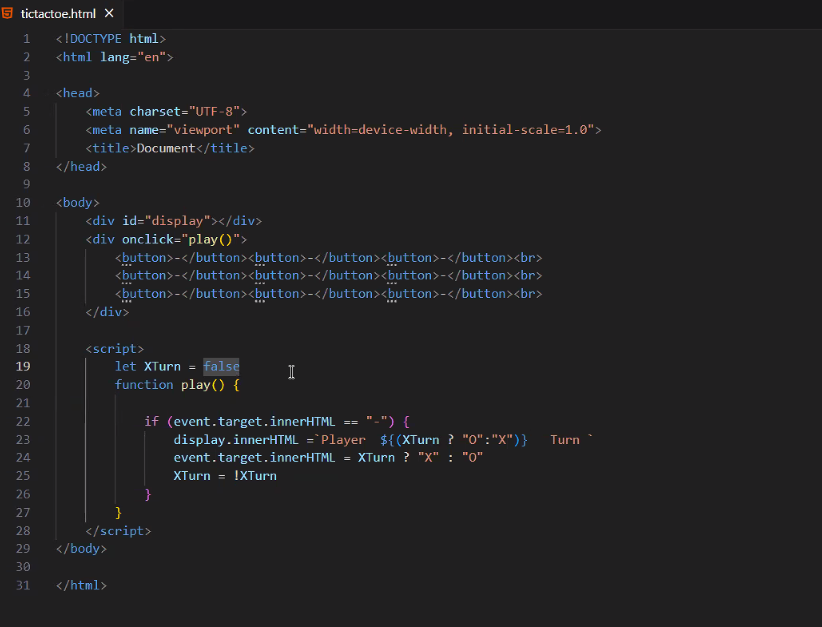 tictactoe.html ×
1 <!DOCTYPE html>
2 <html lang="en">
3
4 <head>
5     <meta charset="UTF-8">
6     <meta name="viewport" content="width=device-width, initial-scale=1.0">
7     <title>Document</title>
8 </head>
9
10 <body>
11     <div id="display"></div>
12     <div onclick="play()">
13         <button>-</button><button>-</button><button>-</button><br>
14         <button>-</button><button>-</button><button>-</button><br>
15         <button>-</button><button>-</button><button>-</button><br>
16     </div>
17
18     <script>
19         let XTurn = false
20         function play() {
21
22             if (event.target.innerHTML == "-") {
23                 display.innerHTML =`Player  ${(XTurn ? "O":"X")}   Turn `
24                 event.target.innerHTML = XTurn ? "X" : "O"
25                 XTurn = !XTurn
26             }
27         }
28     </script>
29 </body>
30
31 </html>